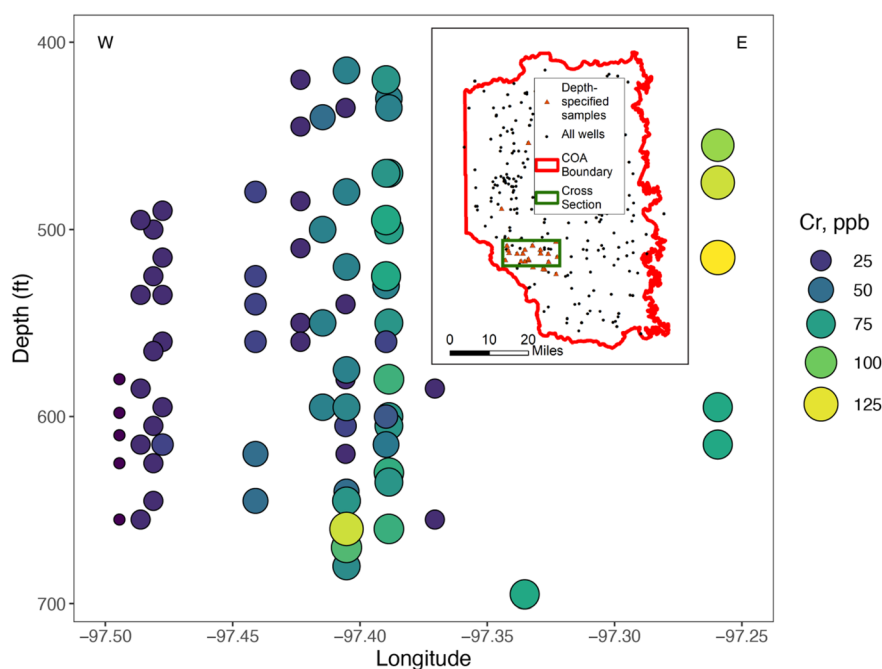 W
E
400
500
600
700
Depth (ft)
−97.50
−97.45
−97.40
−97.35
−97.30
−97.25
Longitude
Depth-
specified
samples
All wells
COA
Boundary
Cross
Section
0
10
20
Miles
Cr, ppb
25
50
75
100
125